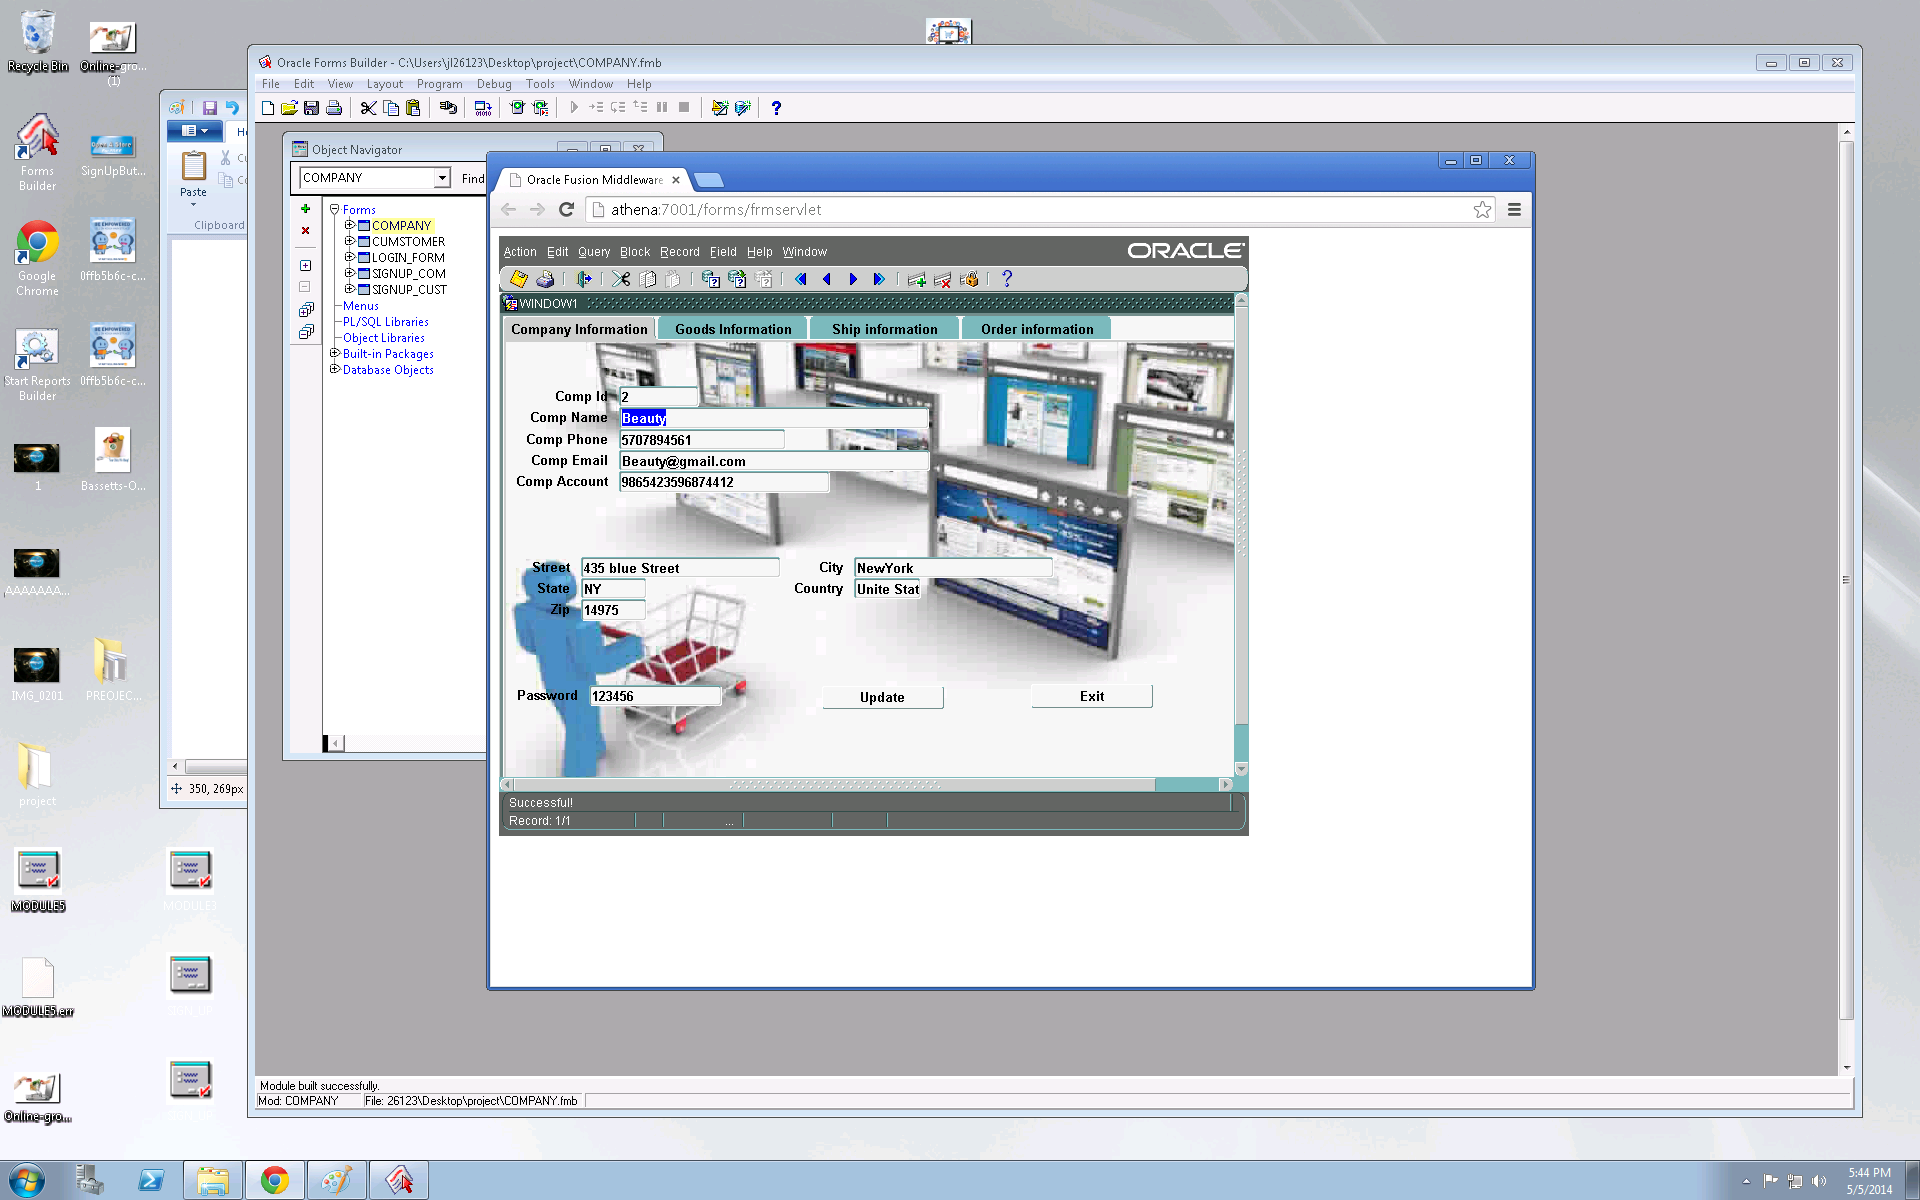 Recycle Bin
Online-gro...
(1)
Forms
Builder
SignUpBut...
Google
Chrome
0ffb5b6c-c...
Start Reports
Builder
0ffb5b6c-c...
1
Bassetts-O...
AAAAAAA...
IMG_0201
PREOJEC...
project
MODULE5
MODULE3
MODULE5.err
Online-gro...
Paste
Clipboard
350, 269px
Oracle Forms Builder - C:\Users\jl26123\Desktop\project\COMPANY.fmb
File Edit View Layout Program Debug Tools Window Help
Object Navigator
COMPANY
Find
Forms
COMPANY
CUMSTOMER
LOGIN_FORM
SIGNUP_COM
SIGNUP_CUST
Menus
PL/SQL Libraries
Object Libraries
Built-in Packages
Database Objects
Oracle Fusion Middleware
athena:7001/forms/frmservlet
Action Edit Query Block Record Field Help Window
ORACLE
WINDOW1
Company Information Goods Information Ship information Order information
Comp Id 2
Comp Name Beauty
Comp Phone 5707894561
Comp Email Beauty@gmail.com
Comp Account 9865423596874412
Street 435 blue Street City NewYork
State NY Country Unite Stat
Zip 14975
Password 123456 Update Exit
Successful!
Record: 1/1 ...
Module built successfully.
Mod: COMPANY File: 26123\Desktop\project\COMPANY.fmb
5:44 PM
5/5/2014